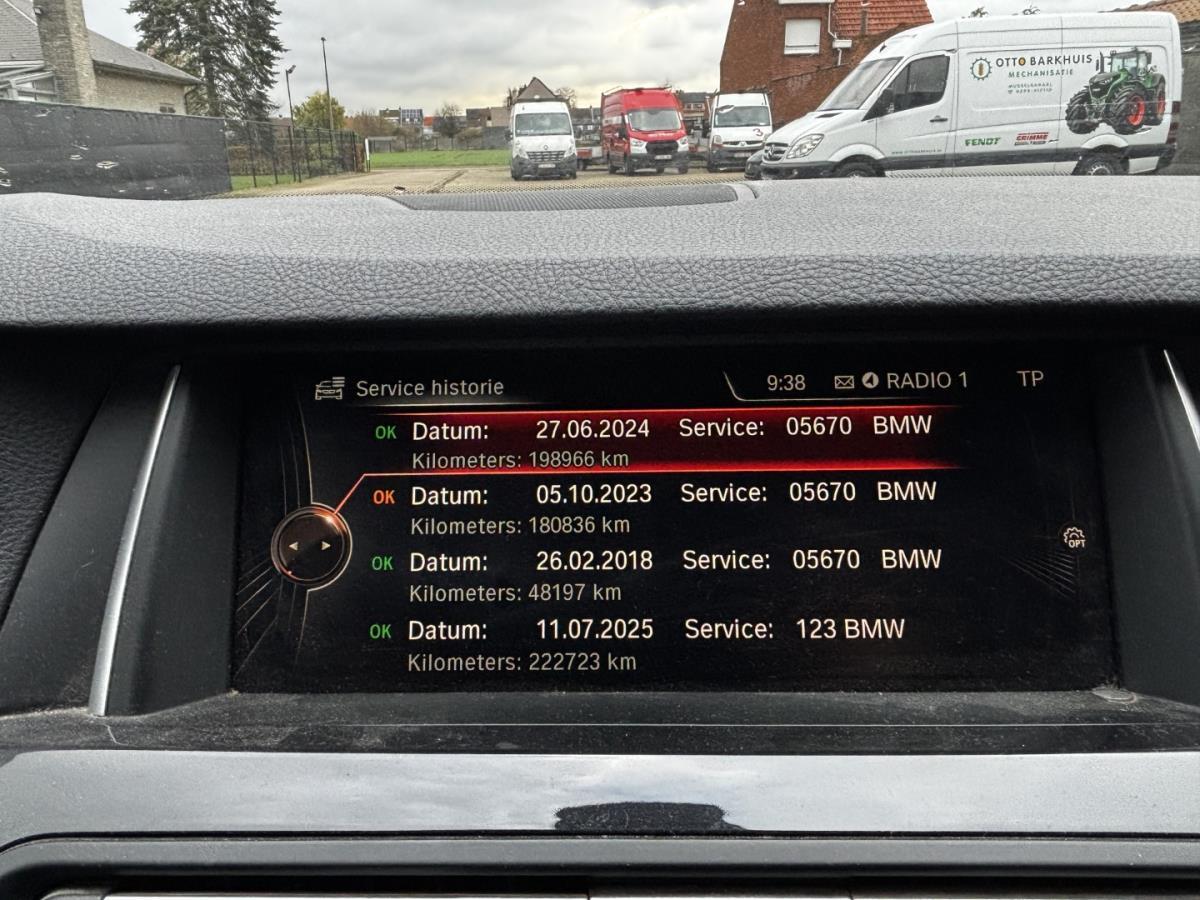 OTTO BARKHUIS
MECHANISATIE
MUSSELKANAAL
FENDT
GRIMME
Service historie
9:38
RADIO 1
TP
OK Datum: 27.06.2024 Service: 05670 BMW
Kilometers: 198966 km
OK Datum: 05.10.2023 Service: 05670 BMW
Kilometers: 180836 km
OPT
OK Datum: 26.02.2018 Service: 05670 BMW
Kilometers: 48197 km
OK Datum: 11.07.2025 Service: 123 BMW
Kilometers: 222723 km